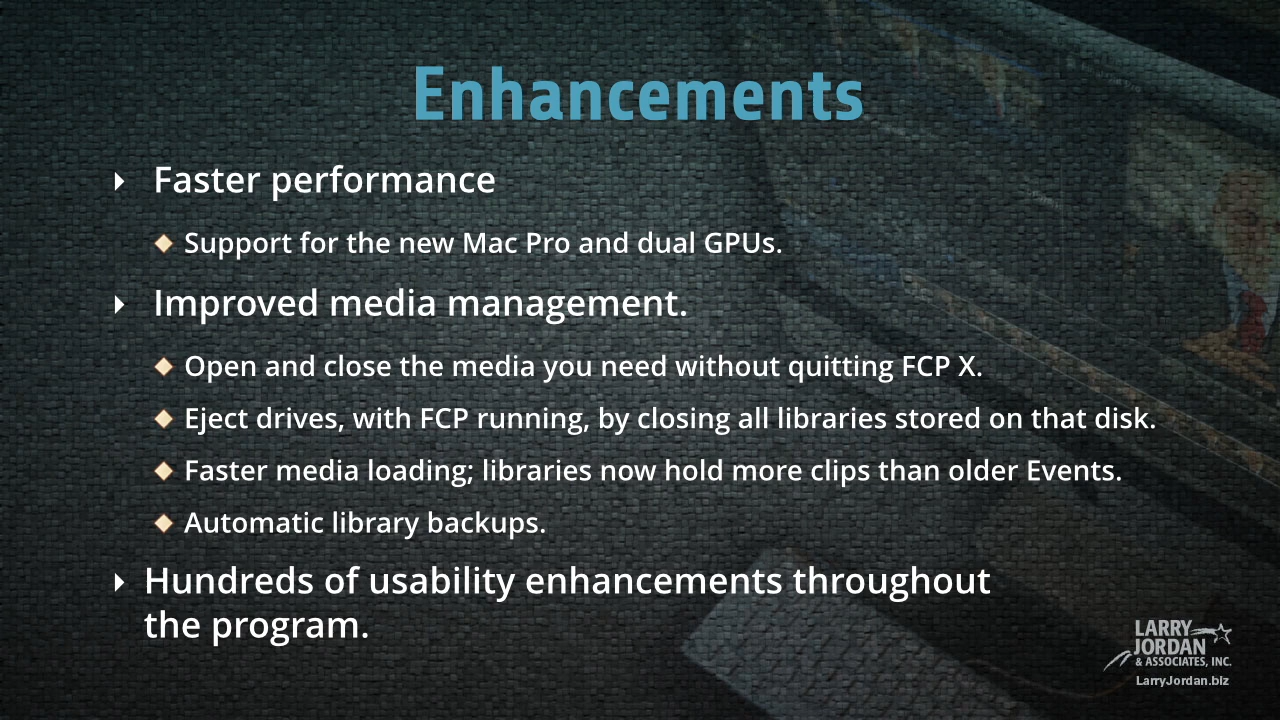 Enhancements
Faster performance
Support for the new Mac Pro and dual GPUs.
Improved media management.
Open and close the media you need without quitting FCP X.
Eject drives, with FCP running, by closing all libraries stored on that disk.
Faster media loading; libraries now hold more clips than older Events.
Automatic library backups.
Hundreds of usability enhancements throughout
the program.
LARRY
JORDAN
& ASSOCIATES, INC.
LarryJordan.biz